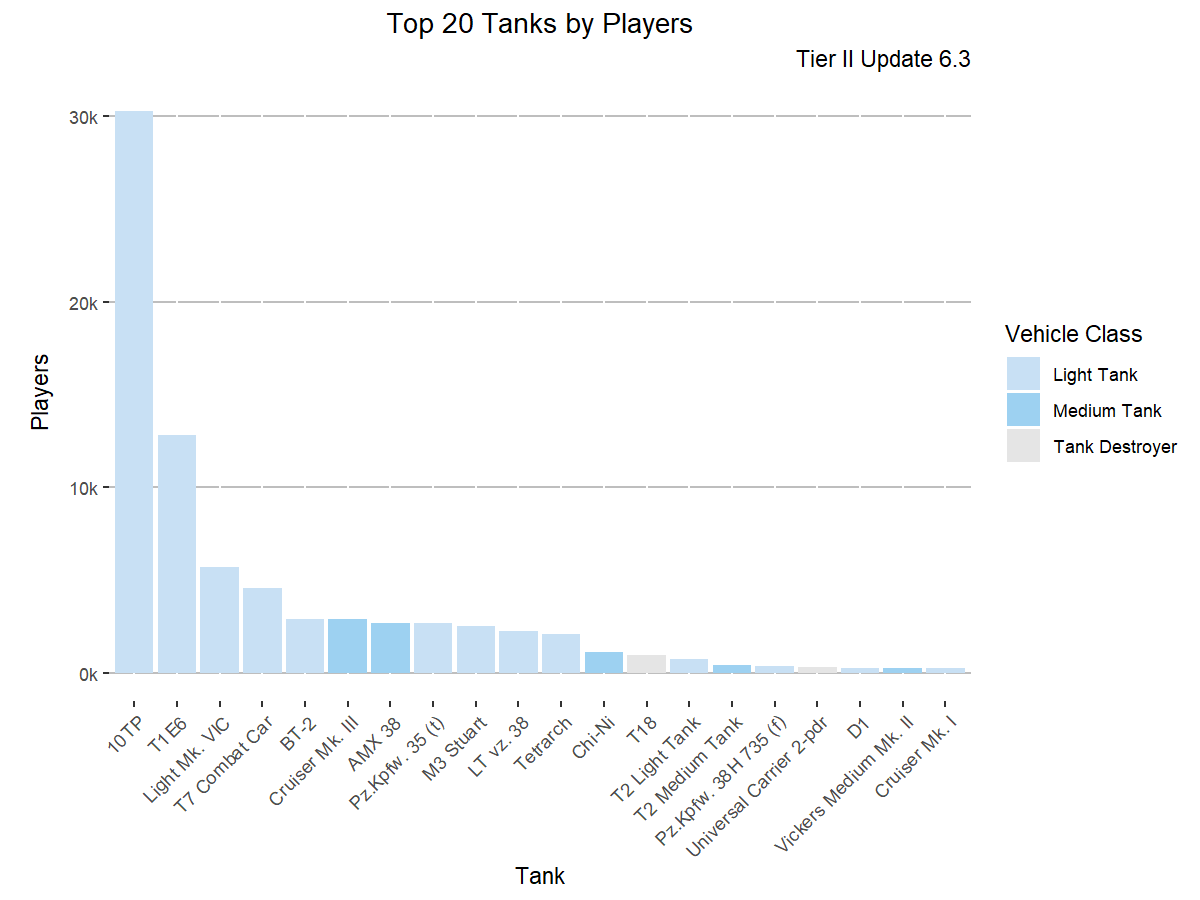 Top 20 Tanks by Players
Tier II Update 6.3
30k
20k
10k
0k
Players
10TP
T1E6
Light Mk. VIC
T7 Combat Car
BT-2
Cruiser Mk. III
AMX 38
Pz.Kpfw. 35 (t)
M3 Stuart
LT vz. 38
Tetrarch
Chi-Ni
T18
T2 Light Tank
T2 Medium Tank
Pz.Kpfw. 38 H 735 (f)
Universal Carrier 2-pdr
D1
Vickers Medium Mk. II
Cruiser Mk. I
Tank
Vehicle Class
Light Tank
Medium Tank
Tank Destroyer